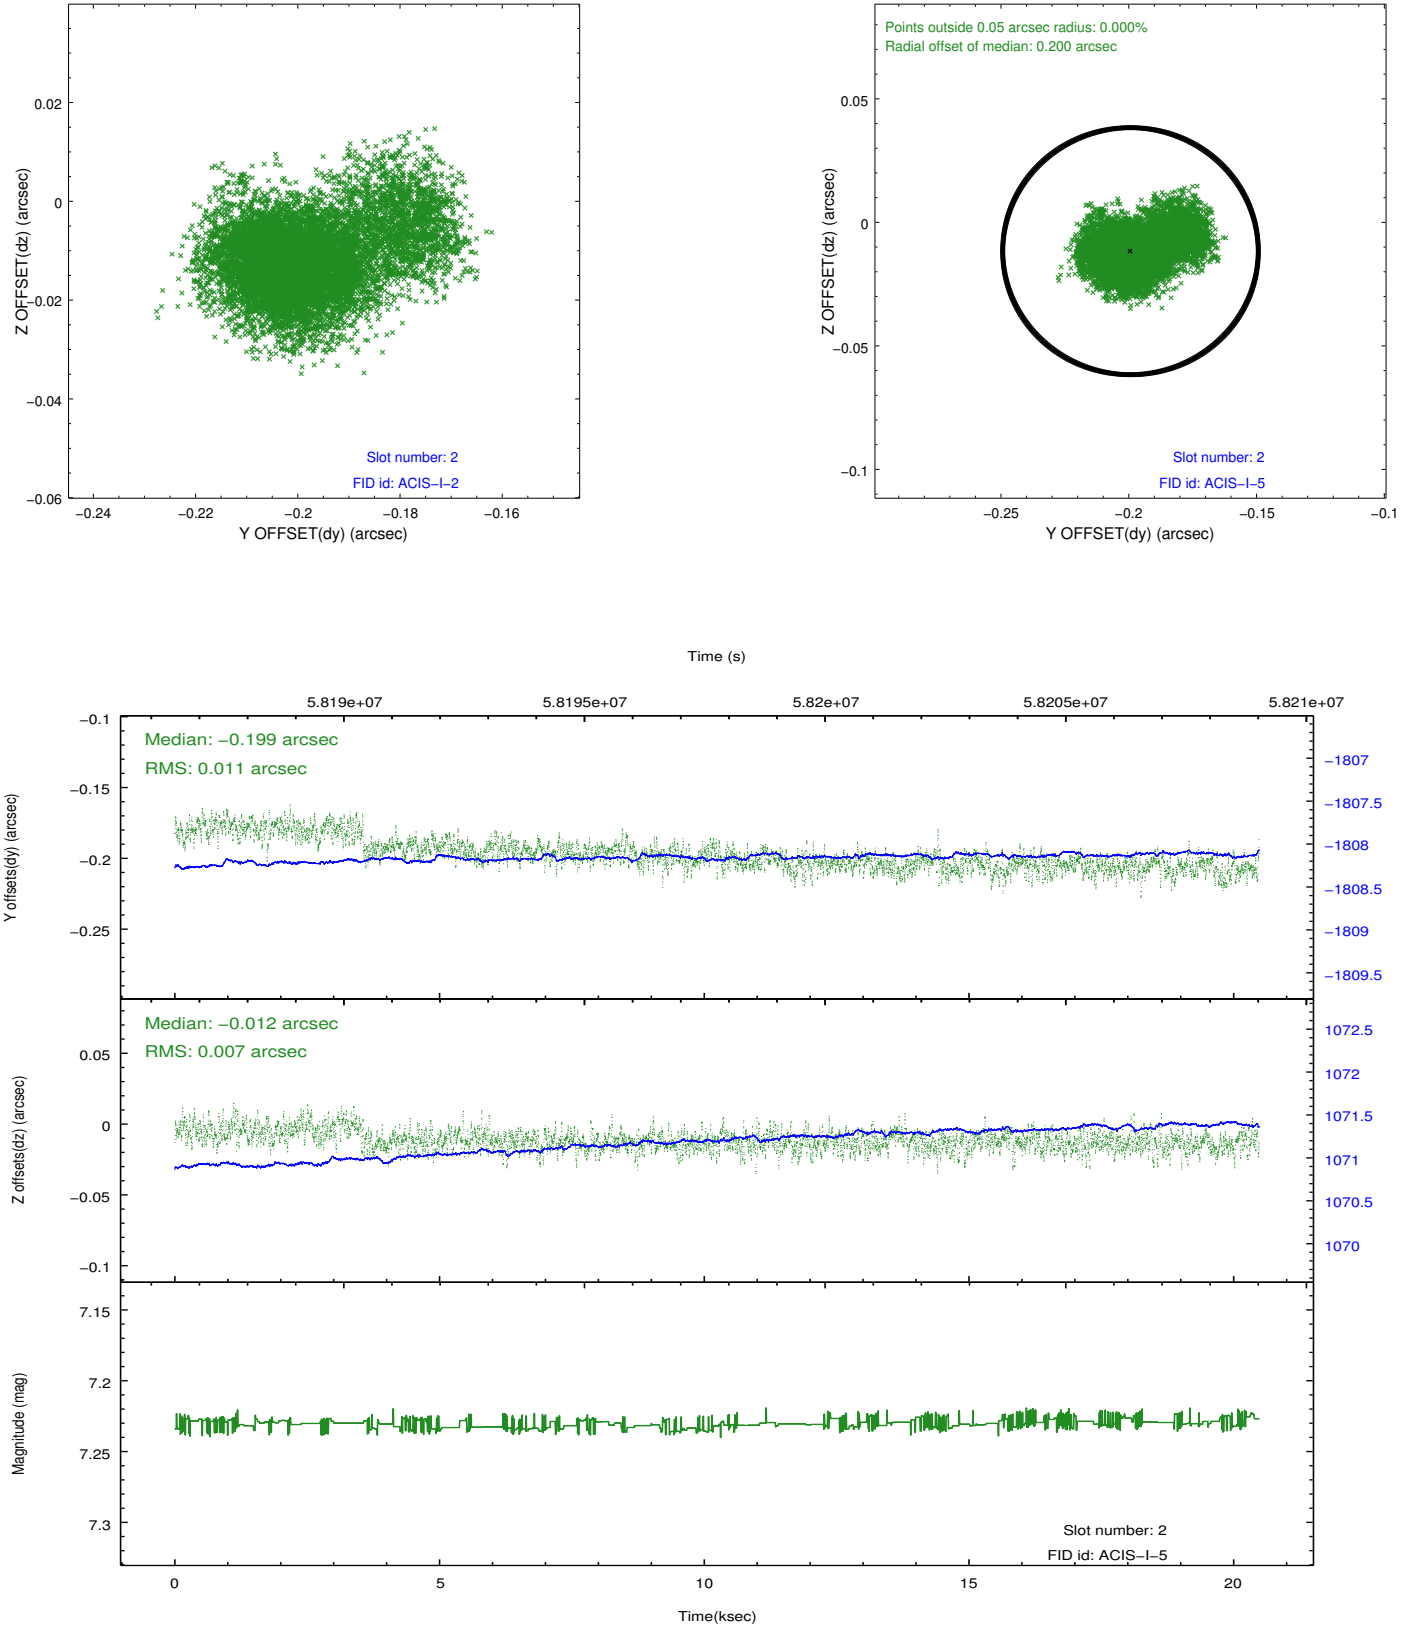 0.02
0
−0.02
−0.04
−0.06
Z OFFSET(dz) (arcsec)
Slot number: 2
FID id: ACIS−I−2
−0.24 −0.22 −0.2 −0.18 −0.16
Y OFFSET(dy) (arcsec)
Points outside 0.05 arcsec radius: 0.000%
Radial offset of median: 0.200 arcsec
0.05
0
−0.05
−0.1
Z OFFSET(dz) (arcsec)
Slot number: 2
FID id: ACIS−I−5
−0.25 −0.2 −0.15 −0.1
Y OFFSET(dy) (arcsec)
Time (s)
5.819e+07 5.8195e+07 5.82e+07 5.8205e+07 5.821e+07
−0.1
−0.15
−0.2
−0.25
Y offsets(dy) (arcsec)
Median: −0.199 arcsec
RMS: 0.011 arcsec
−1807
−1807.5
−1808
−1808.5
−1809
−1809.5
0.05
0
−0.05
−0.1
Z offsets(dz) (arcsec)
Median: −0.012 arcsec
RMS: 0.007 arcsec
1072.5
1072
1071.5
1071
1070.5
1070
7.15
7.2
7.25
7.3
Magnitude (mag)
Slot number: 2
FID id: ACIS−I−5
0 5 10 15 20
Time(ksec)